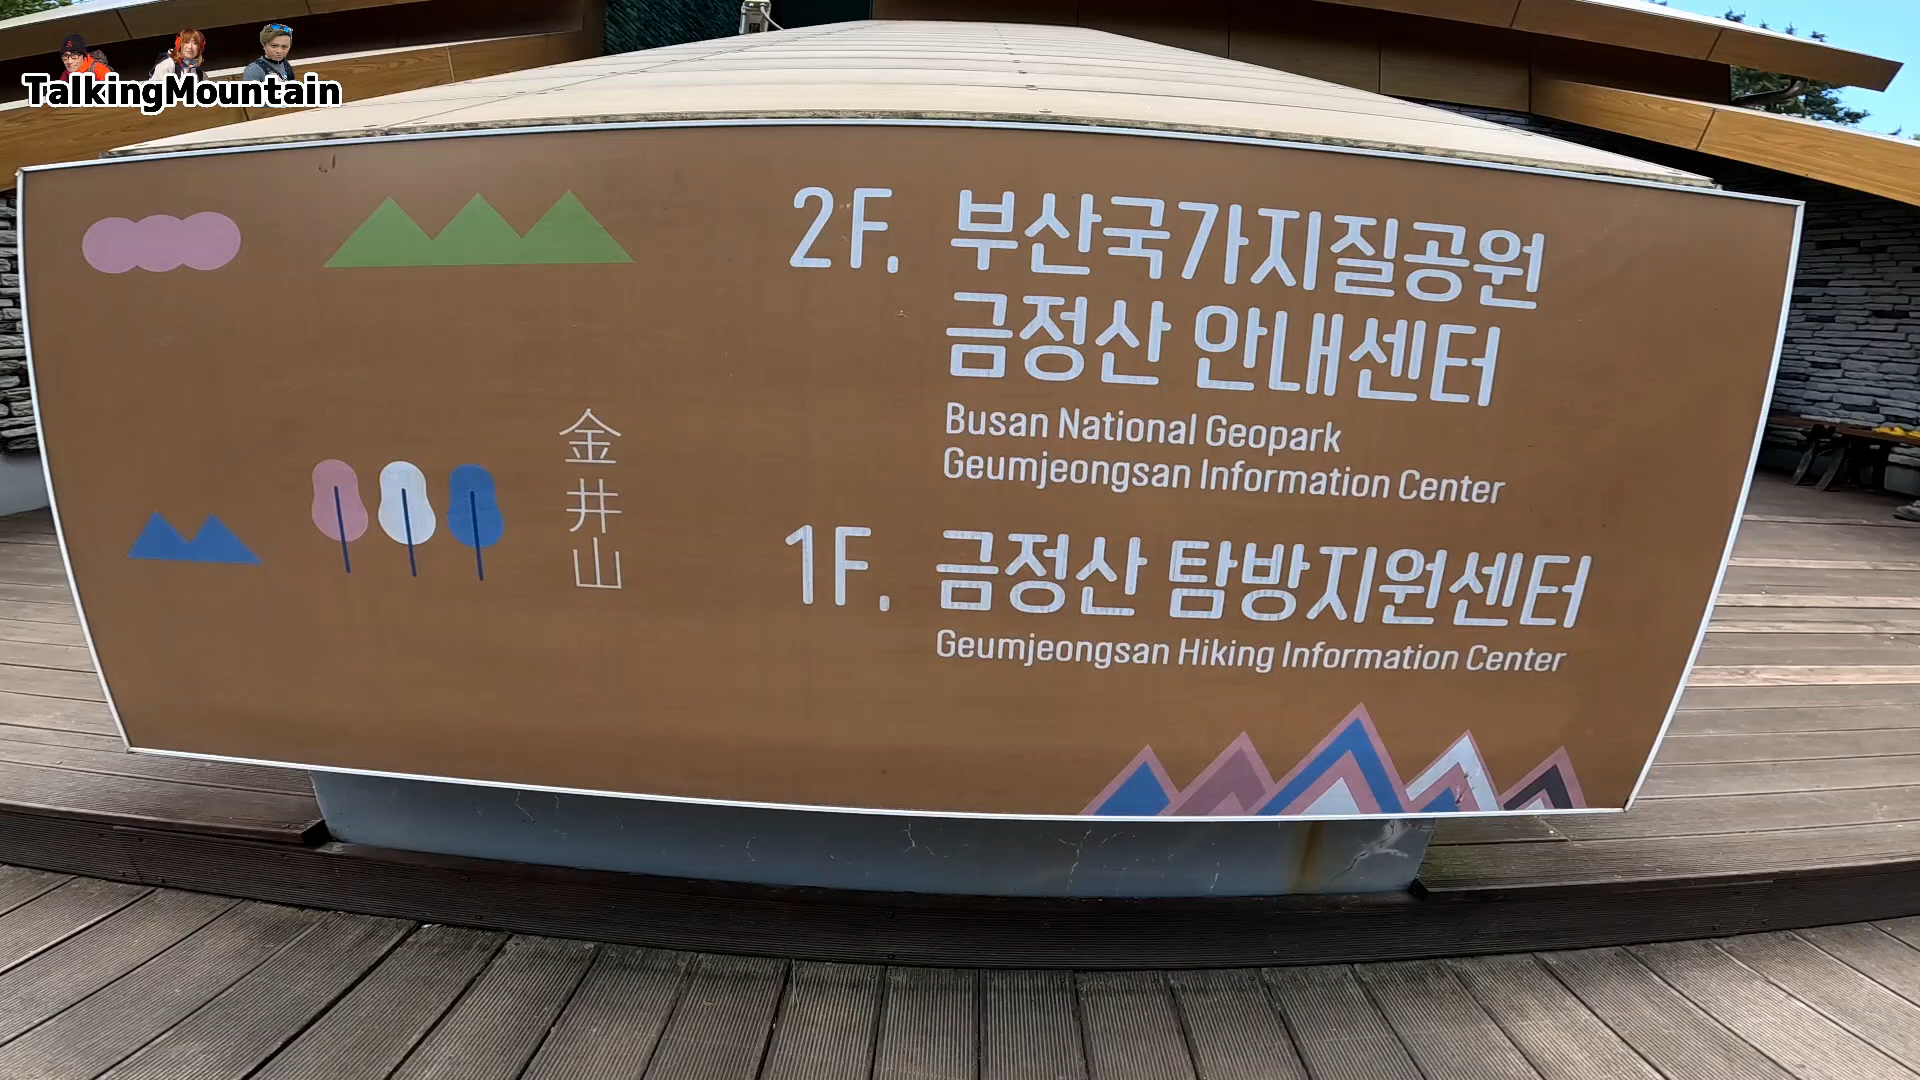 TalkingMountain
金井山
2F. 부산국가지질공원
금정산 안내센터
Busan National Geopark
Geumjeongsan Information Center
1F. 금정산 탐방지원센터
Geumjeongsan Hiking Information Center